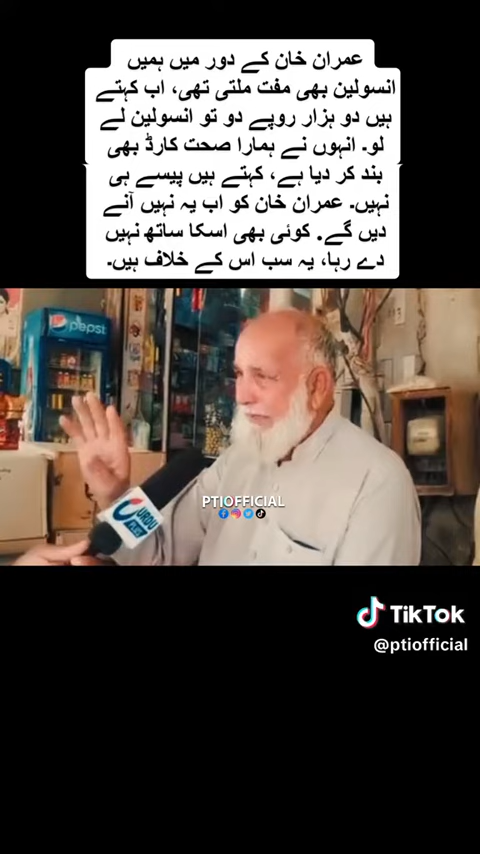 عمران خان کے دور میں ہمیں
انسولین بھی مفت ملتی تھی، اب کہتے
ہیں دو ہزار روپے دو تو انسولین لے
لو۔ انہوں نے ہمارا صحت کارڈ بھی
بند کر دیا ہے، کہتے ہیں پیسے ہی
نہیں۔ عمران خان کو اب یہ نہیں آنے
دیں گے. کوئی بھی اسکا ساتھ نہیں
دے رہا، یہ سب اس کے خلاف ہیں۔
pepsi
URDU
PTIOFFICIAL
TikTok
@ptiofficial